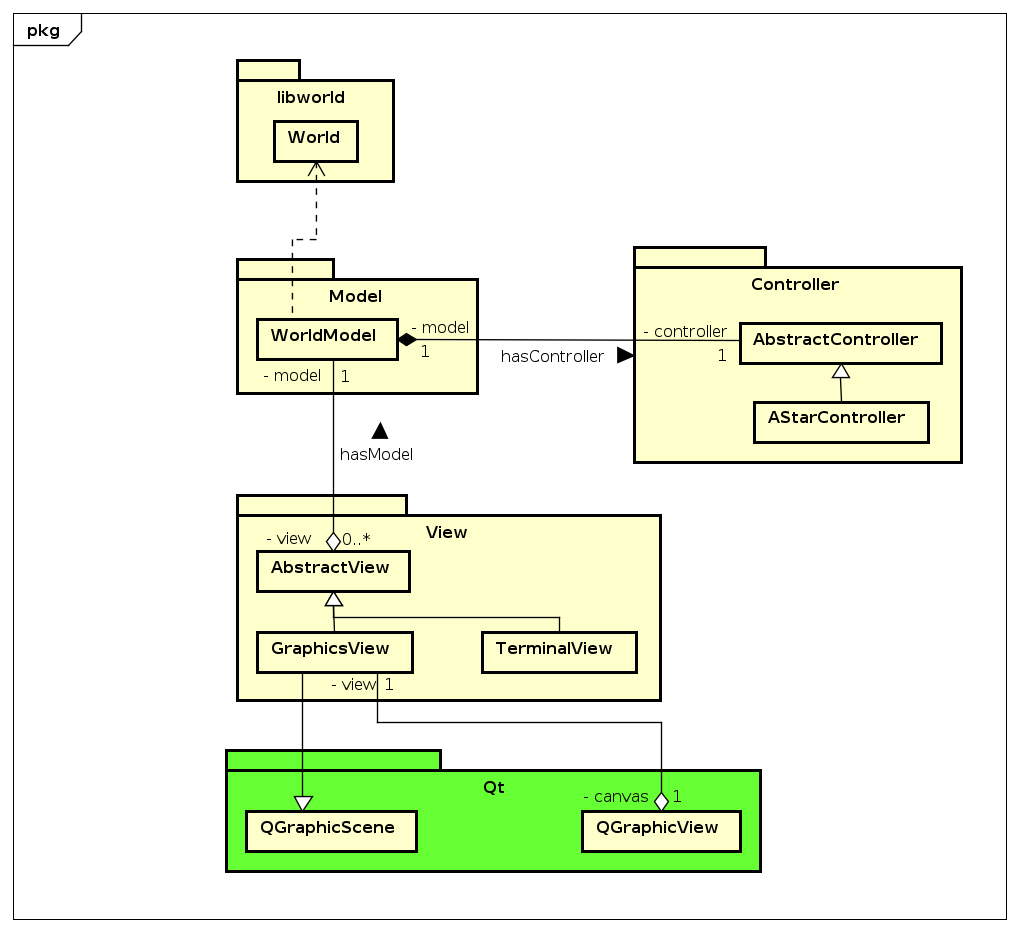 pkg
libworld
World
Model
WorldModel
- model
1
- model
1
hasController
Controller
- controller
1
AbstractController
AStarController
hasModel
View
- view
0..*
AbstractView
GraphicsView
TerminalView
- view
1
Qt
- canvas
1
QGraphicScene
QGraphicView